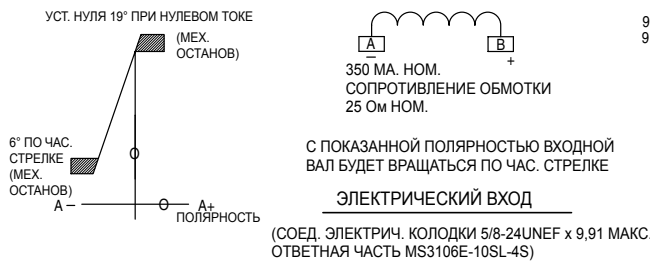 УСТ. НУЛЯ 19° ПРИ НУЛЕВОМ ТОКЕ
(МЕХ.
ОСТАНОВ)
6° ПО ЧАС.
СТРЕЛКЕ
(МЕХ.
ОСТАНОВ)
O
A –
O
A+
ПОЛЯРНОСТЬ
A
B
–
+
350 МА. НОМ.
СОПРОТИВЛЕНИЕ ОБМОТКИ
25 Ом НОМ.
9
9
С ПОКАЗАННОЙ ПОЛЯРНОСТЬЮ ВХОДНОЙ
ВАЛ БУДЕТ ВРАЩАТЬСЯ ПО ЧАС. СТРЕЛКЕ
ЭЛЕКТРИЧЕСКИЙ ВХОД
(СОЕД. ЭЛЕКТРИЧ. КОЛОДКИ 5/8-24UNEF x 9,91 МАКС.
ОТВЕТНАЯ ЧАСТЬ MS3106E-10SL-4S)